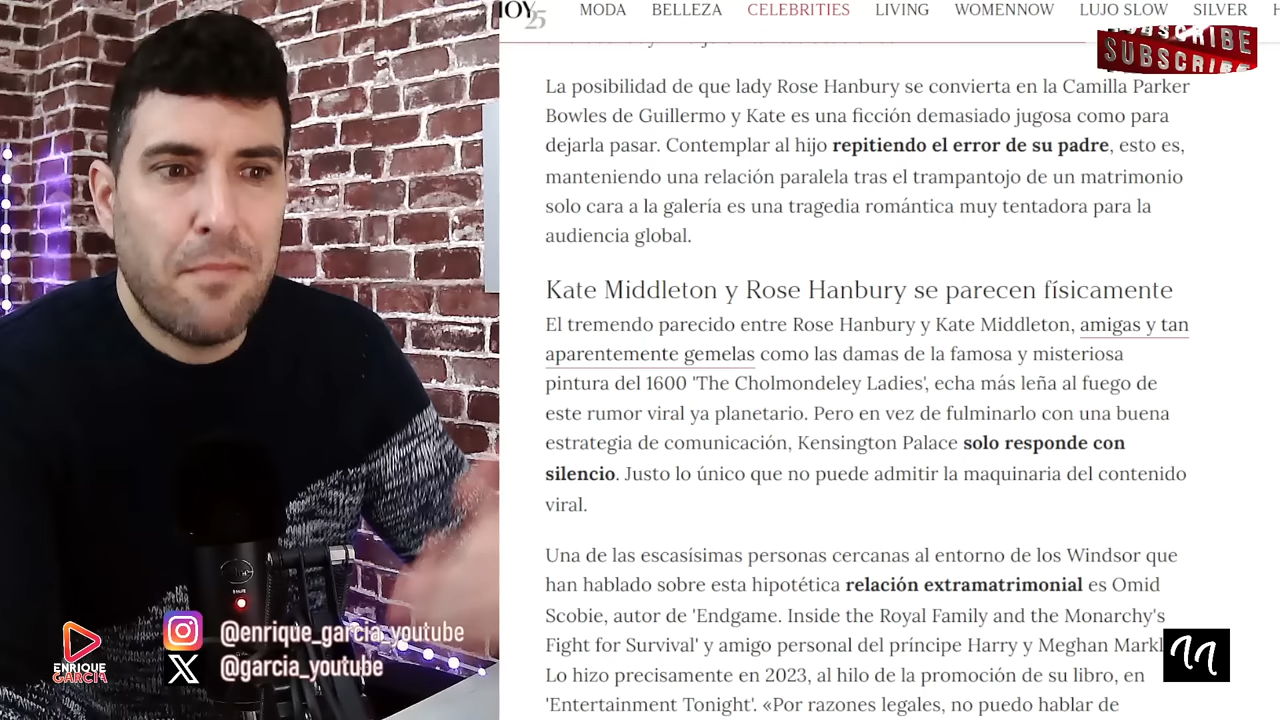 HOY
25
MODA BELLEZA CELEBRITIES LIVING WOMENNOW LUJO SLOW SILVER
SUBSCRIBE
SUBSCRIBE
La posibilidad de que lady Rose Hanbury se convierta en la Camilla Parker
Bowles de Guillermo y Kate es una ficción demasiado jugosa como para
dejarla pasar. Contemplar al hijo repitiendo el error de su padre, esto es,
manteniendo una relación paralela tras el trampantojo de un matrimonio
solo cara a la galería es una tragedia romántica muy tentadora para la
audiencia global.
Kate Middleton y Rose Hanbury se parecen físicamente
El tremendo parecido entre Rose Hanbury y Kate Middleton, amigas y tan
aparentemente gemelas como las damas de la famosa y misteriosa
pintura del 1600 'The Cholmondeley Ladies', echa más leña al fuego de
este rumor viral ya planetario. Pero en vez de fulminarlo con una buena
estrategia de comunicación, Kensington Palace solo responde con
silencio. Justo lo único que no puede admitir la maquinaria del contenido
viral.
Una de las escasísimas personas cercanas al entorno de los Windsor que
han hablado sobre esta hipotética relación extramatrimonial es Omid
Scobie, autor de 'Endgame. Inside the Royal Family and the Monarchy's
Fight for Survival' y amigo personal del príncipe Harry y Meghan Markl
Lo hizo precisamente en 2023, al hilo de la promoción de su libro, en
'Entertainment Tonight'. «Por razones legales, no puedo hablar de
ENRIQUE
GARCIA
@enrique_garcia_youtube
@garcia_youtube